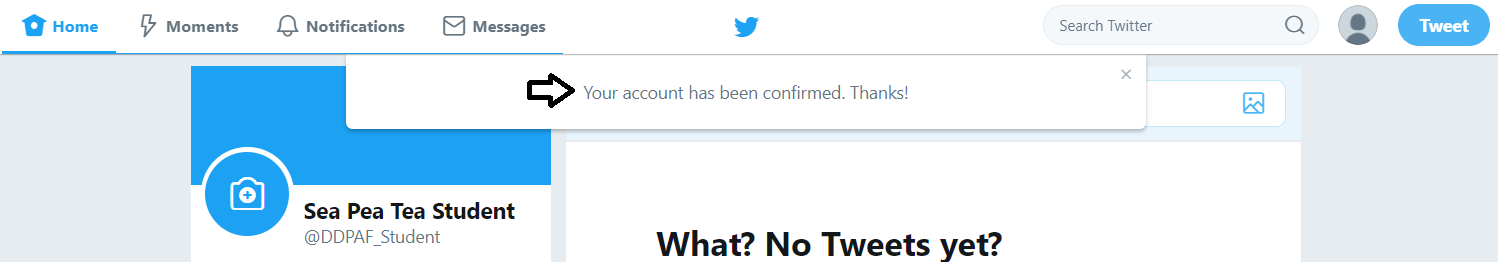 Home Moments Notifications Messages Search Twitter Tweet
Your account has been confirmed. Thanks!
Sea Pea Tea Student
@DDPAF_Student
What? No Tweets yet?